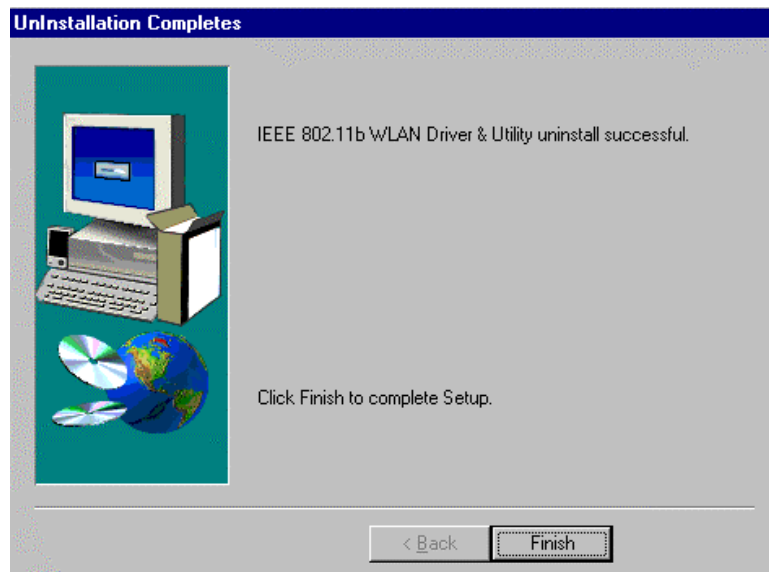 UnInstallation Completes
IEEE 802.11b WLAN Driver & Utility uninstall successful.
Click Finish to complete Setup.
< Back
Finish